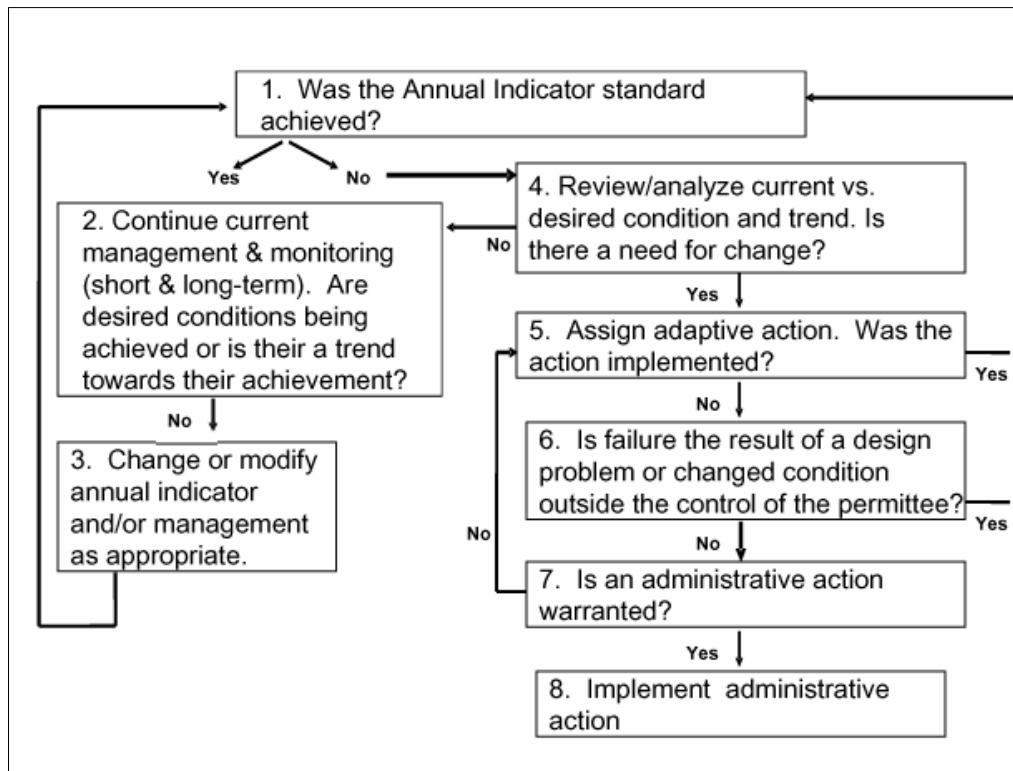 1.  Was the Annual Indicator standard
achieved?
Yes
No
4. Review/analyze current vs.
desired condition and trend. Is
there a need for change?
2. Continue current
management & monitoring
(short & long-term).  Are
desired conditions being
achieved or is their a trend
towards their achievement?
No
Yes
5.  Assign adaptive action.  Was the
action implemented?
Yes
No
No
3.  Change or modify
annual indicator
and/or management
as appropriate.
6.  Is failure the result of a design
problem or changed condition
outside the control of the permittee?
Yes
No
No
7.  Is an administrative action
warranted?
Yes
8.  Implement  administrative
action